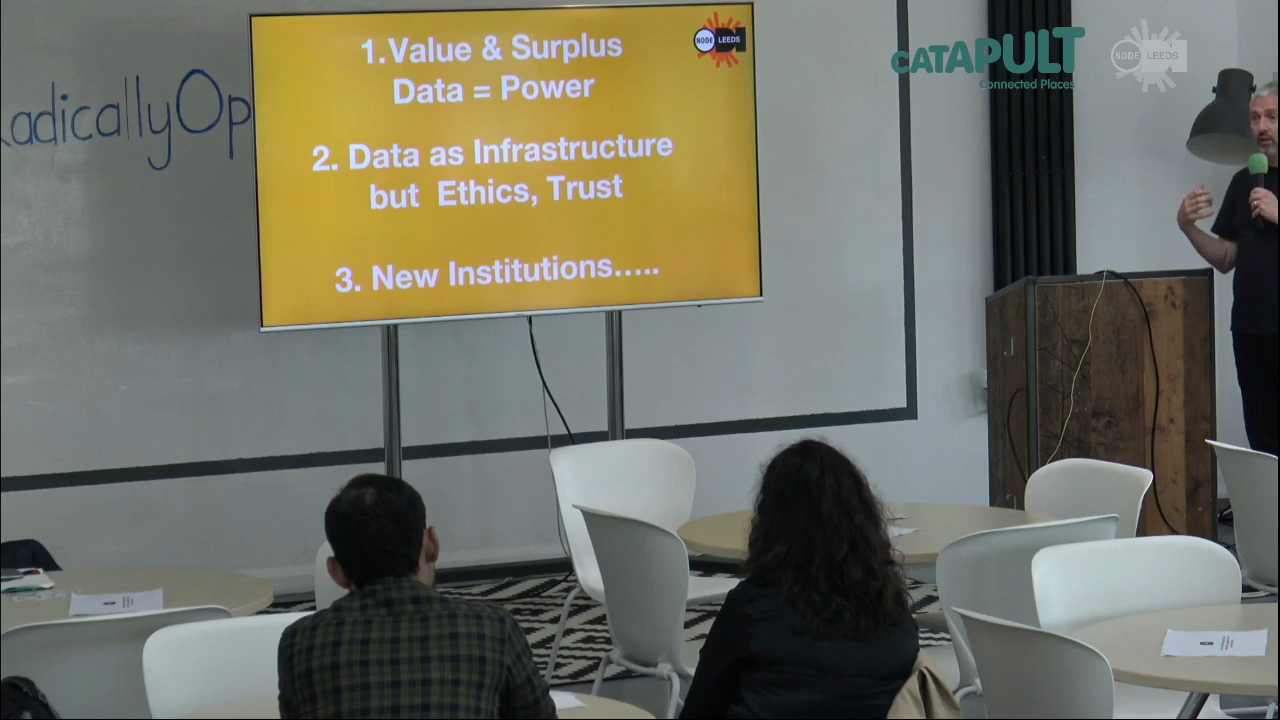 1.Value & Surplus
Data = Power
2. Data as Infrastructure
but Ethics, Trust
3. New Institutions.....
NODE LEEDS
CATAPULT
Connected Places
NODE LEEDS
RadicallyOp